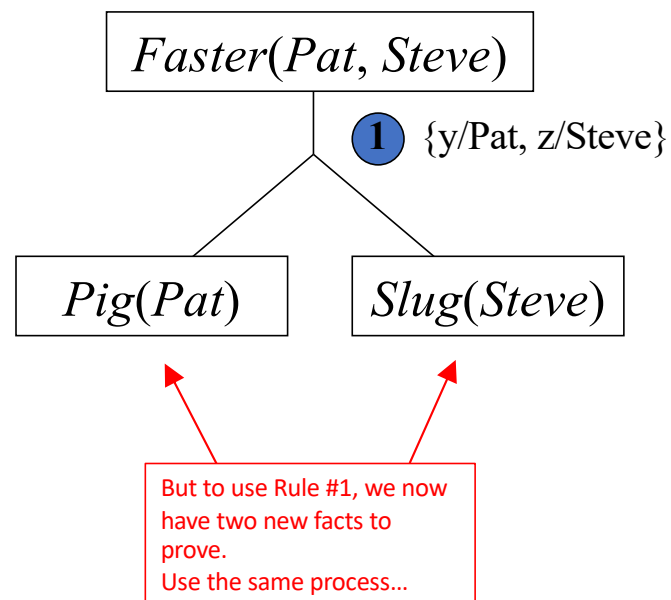 Faster(Pat, Steve)
1 {y/Pat, z/Steve}
Pig(Pat) Slug(Steve)
But to use Rule #1, we now
have two new facts to
prove.
Use the same process...